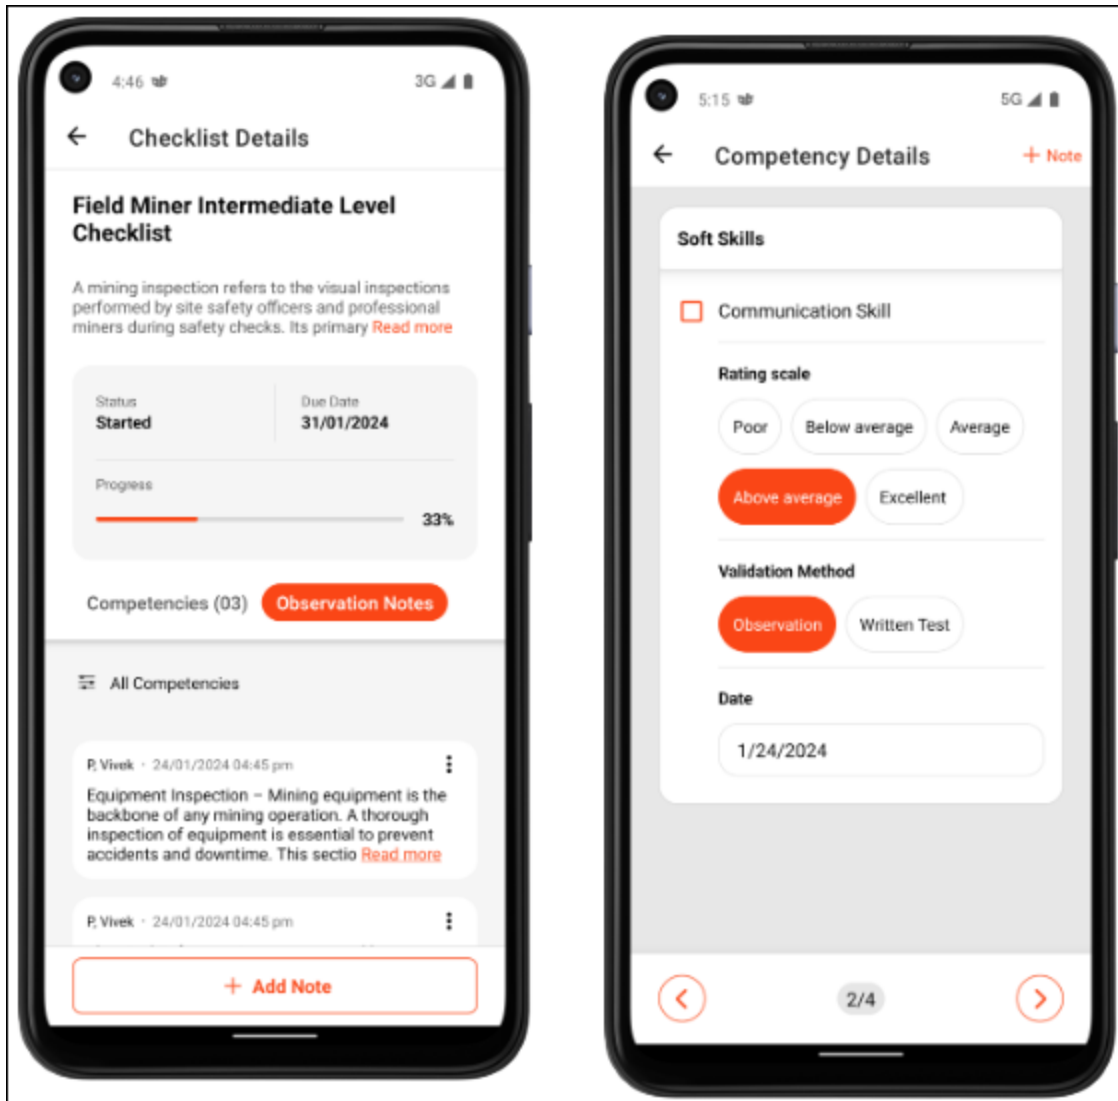 4:46
3G
Checklist Details
Field Miner Intermediate Level
Checklist
A mining inspection refers to the visual inspections
performed by site safety officers and professional
miners during safety checks. Its primary Read more
Status
Started
Due Date
31/01/2024
Progress
33%
Competencies (03)
Observation Notes
All Competencies
P, Vivek · 24/01/2024 04:45 pm
Equipment Inspection – Mining equipment is the
backbone of any mining operation. A thorough
inspection of equipment is essential to prevent
accidents and downtime. This sectio Read more
P, Vivek · 24/01/2024 04:45 pm
+ Add Note
5:15
5G
Competency Details
+ Note
Soft Skills
Communication Skill
Rating scale
Poor
Below average
Average
Above average
Excellent
Validation Method
Observation
Written Test
Date
1/24/2024
2/4